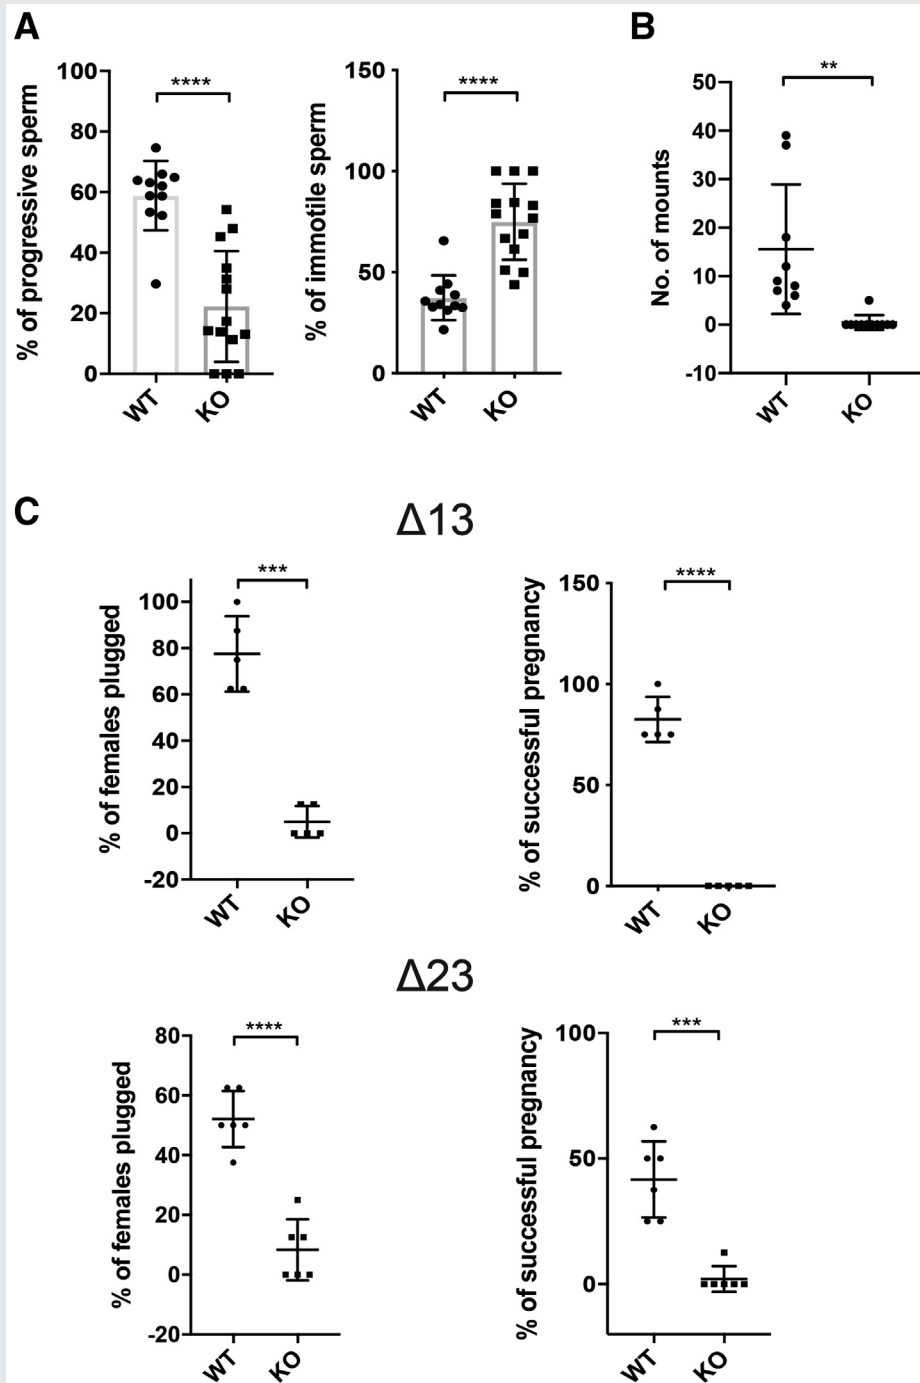 A
B
% of progressive sperm
100
80
60
40
20
0
****
WT
KO
% of immotile sperm
150
100
50
0
****
WT
KO
No. of mounts
50
40
30
20
10
0
-10
**
WT
KO
C
Δ13
% of females plugged
100
80
60
40
20
0
-20
***
WT
KO
% of successful pregnancy
150
100
50
0
****
WT
KO
Δ23
% of females plugged
80
60
40
20
0
-20
****
WT
KO
% of successful pregnancy
100
50
0
***
WT
KO